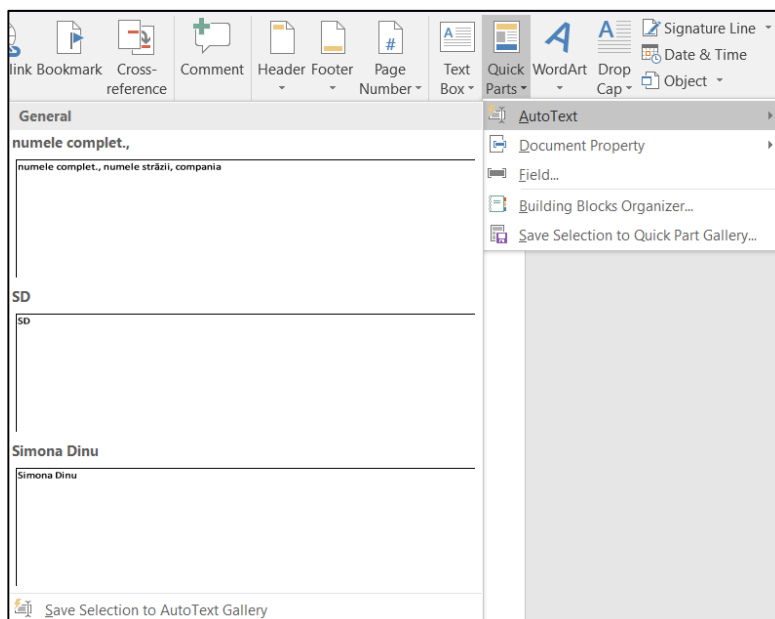 link Bookmark Cross-reference Comment Header Footer Page Number Text Box Quick Parts WordArt Drop Cap Signature Line
Date & Time
Object
General
numele complet.,
numele complet., numele străzii, compania
SD
SD
Simona Dinu
Simona Dinu
Save Selection to AutoText Gallery
AutoText
Document Property
Field...
Building Blocks Organizer...
Save Selection to Quick Part Gallery...